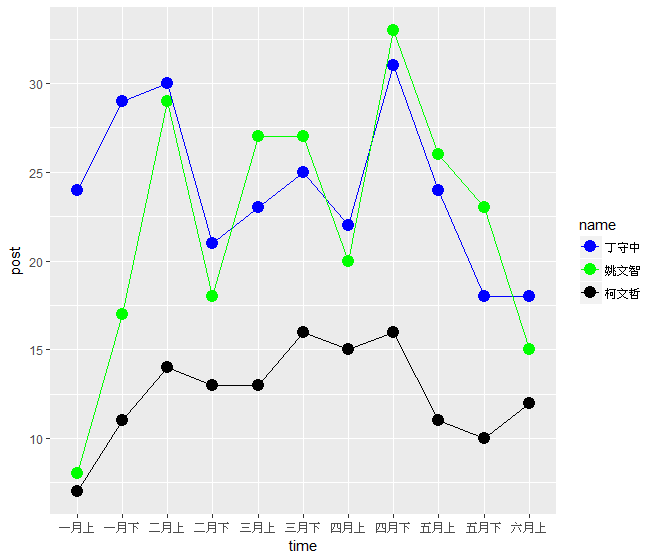 post
30
25
20
15
10
一月上 一月下 二月上 二月下 三月上 三月下 四月上 四月下 五月上 五月下 六月上
time
name
丁守中
姚文智
柯文哲